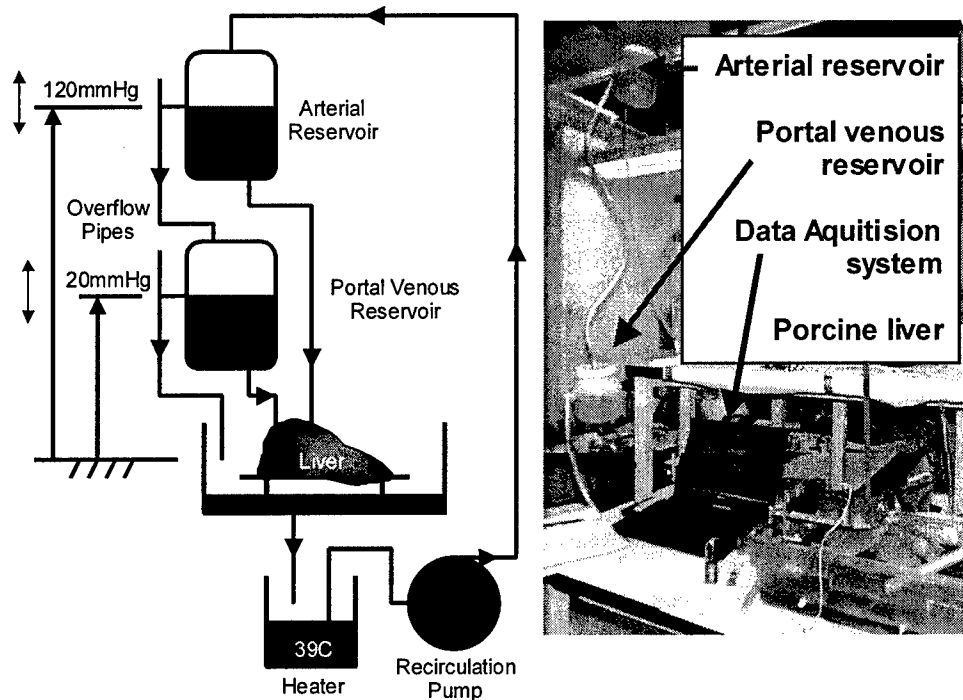 120mmHg
Arterial
Reservoir
Overflow
Pipes
20mmHg
Portal Venous
Reservoir
Liver
39C
Heater
Recirculation
Pump
Arterial reservoir
Portal venous
reservoir
Data Aquitision
system
Porcine liver